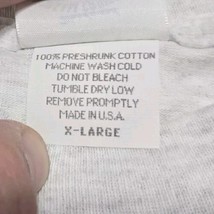 100% PRESHRUNK COTTON
MACHINE WASH COLD
DO NOT BLEACH
TUMBLE DRY LOW
REMOVE PROMPTLY
MADE IN U.S.A.
X-LARGE